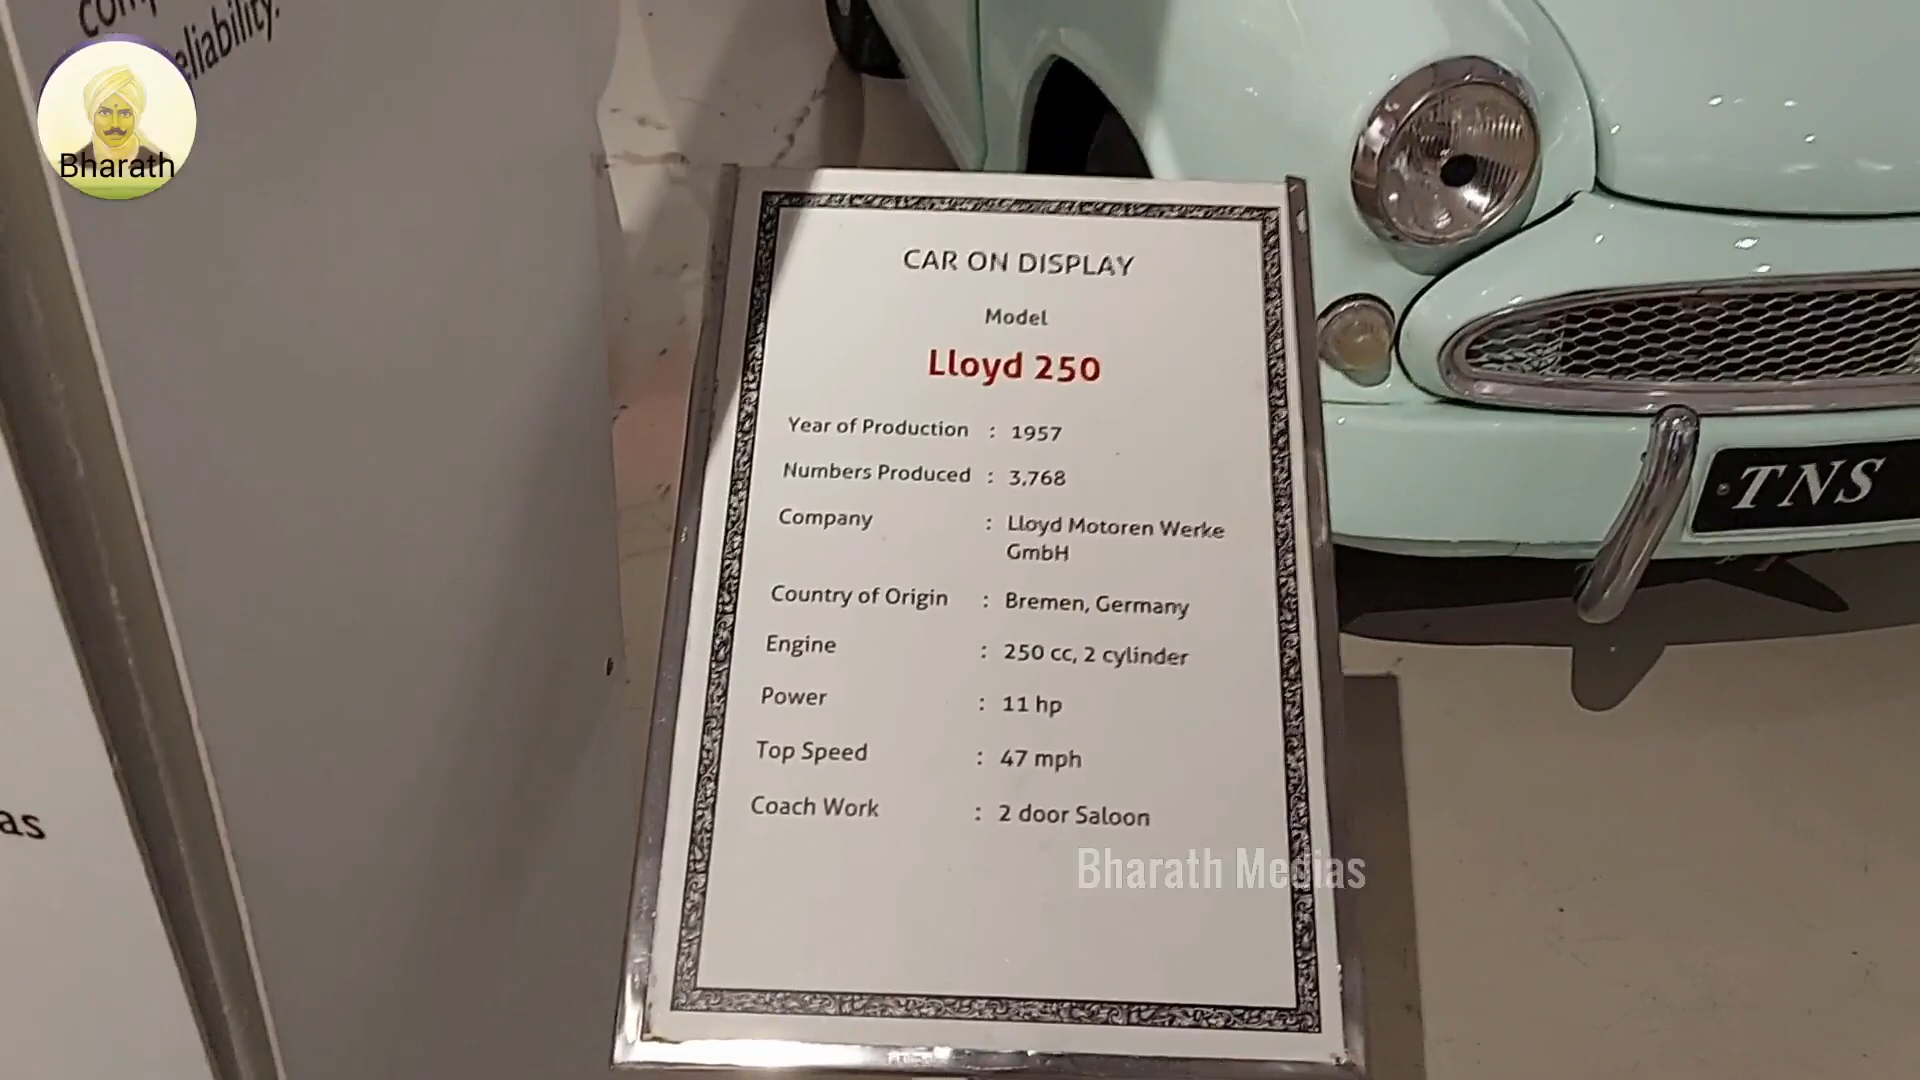 eliability.
Bharath
CAR ON DISPLAY
Model
Lloyd 250
Year of Production : 1957
Numbers Produced : 3,768
Company : Lloyd Motoren Werke
GmbH
Country of Origin : Bremen, Germany
Engine : 250 cc, 2 cylinder
Power : 11 hp
Top Speed : 47 mph
Coach Work : 2 door Saloon
TNS
as
Bharath Medias